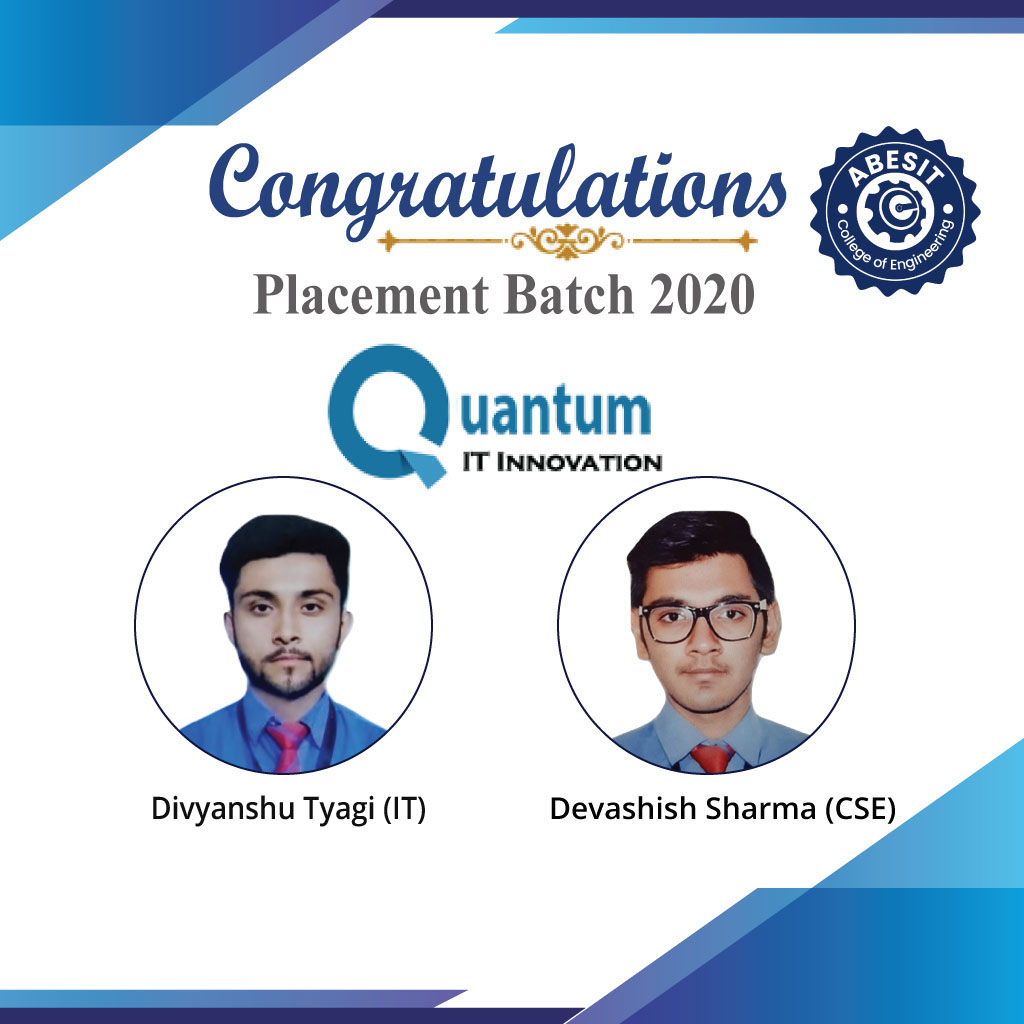 Congratulations
ABESIT
College of Engineering
Placement Batch 2020
Quantum
IT INNOVATION
Divyanshu Tyagi (IT)
Devashish Sharma (CSE)